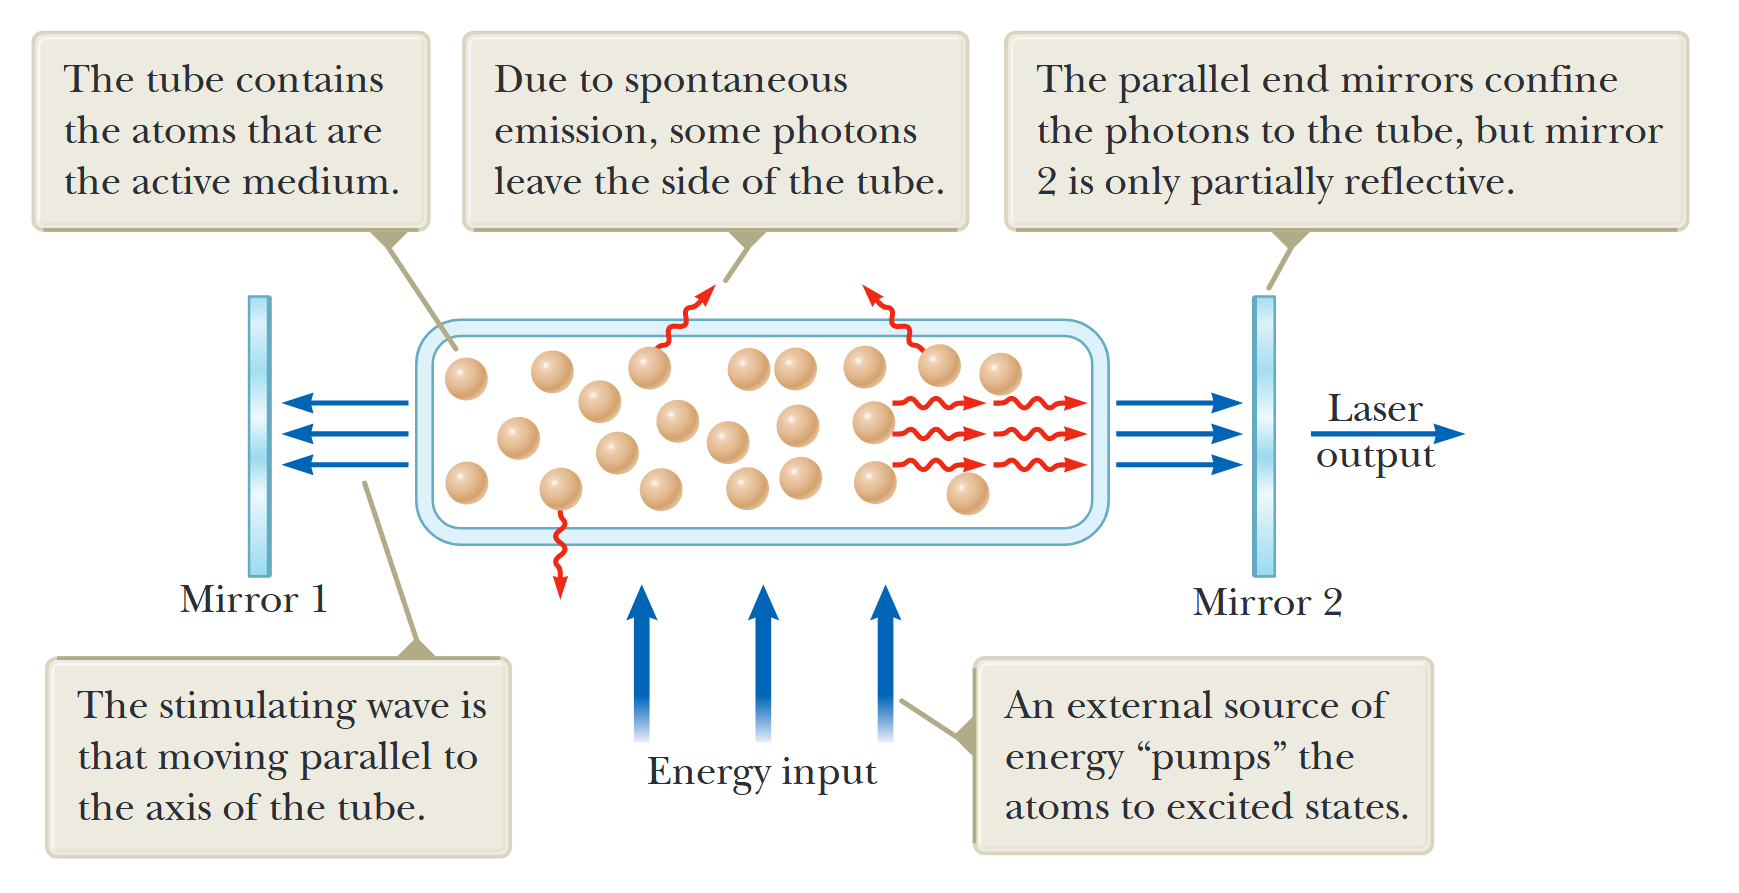 The tube contains
the atoms that are
the active medium.
Due to spontaneous
emission, some photons
leave the side of the tube.
The parallel end mirrors confine
the photons to the tube, but mirror
2 is only partially reflective.
Laser
output
Mirror 1
Mirror 2
The stimulating wave is
that moving parallel to
the axis of the tube.
Energy input
An external source of
energy “pumps” the
atoms to excited states.